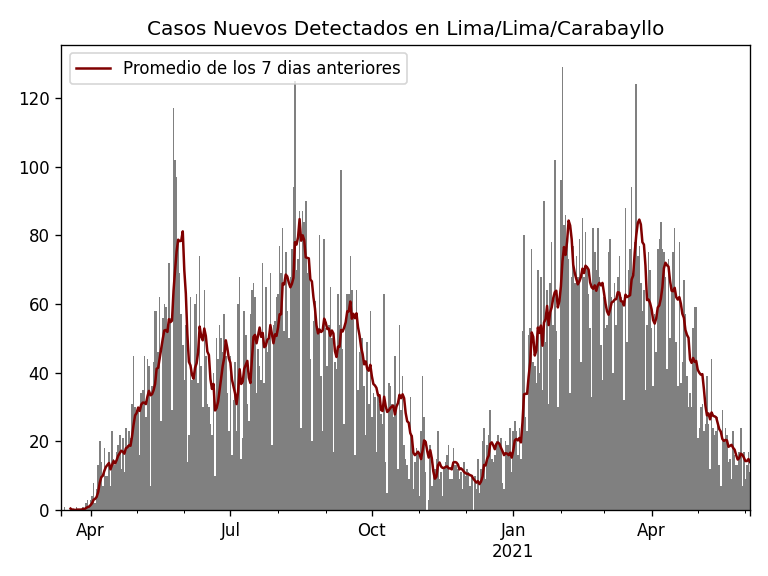 Casos Nuevos Detectados en Lima/Lima/Carabayllo
Promedio de los 7 dias anteriores
120
100
80
60
40
20
0
Apr
Jul
Oct
Jan
2021
Apr